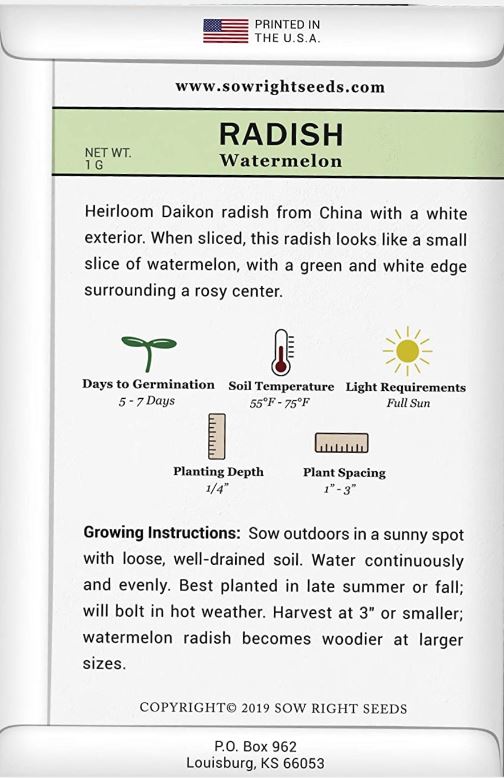 PRINTED IN
THE U.S.A.
www.sowrightseeds.com
RADISH
Watermelon
NET WT.
1 G
Heirloom Daikon radish from China with a white
exterior. When sliced, this radish looks like a small
slice of watermelon, with a green and white edge
surrounding a rosy center.
Days to Germination
5 - 7 Days
Soil Temperature
55°F - 75°F
Light Requirements
Full Sun
Planting Depth
1/4"
Plant Spacing
1" - 3"
Growing Instructions: Sow outdoors in a sunny spot
with loose, well-drained soil. Water continuously
and evenly. Best planted in late summer or fall;
will bolt in hot weather. Harvest at 3" or smaller;
watermelon radish becomes woodier at larger
sizes.
COPYRIGHT© 2019 SOW RIGHT SEEDS
P.O. Box 962
Louisburg, KS 66053